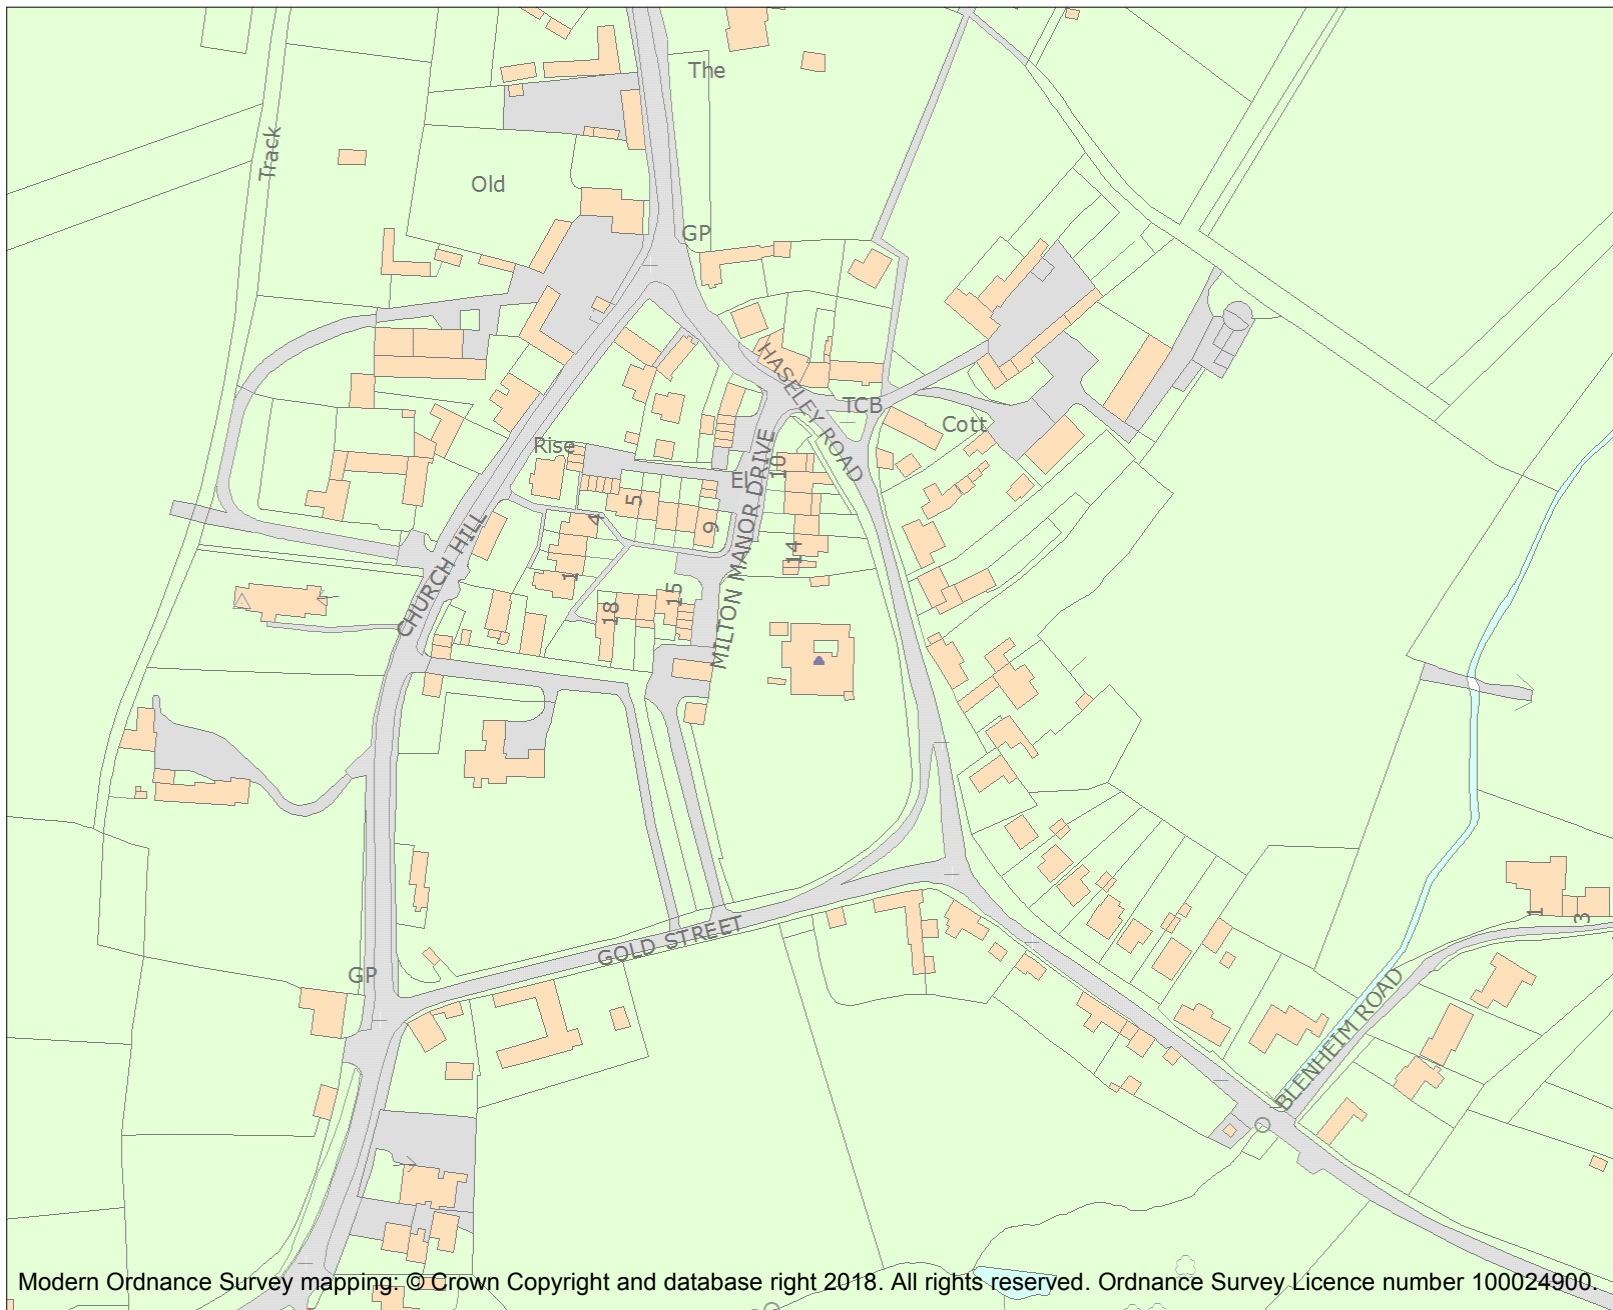 The
Track
Old
GP
HASELEY ROAD
TCB
Cott
Rise
El
10
5
4
9
MILTON MANOR DRIVE
14
CHURCH HILL
1
15
18
GOLD STREET
1
3
GP
BLENHEIM ROAD
Modern Ordnance Survey mapping: © Crown Copyright and database right 2018. All rights reserved. Ordnance Survey Licence number 100024900.